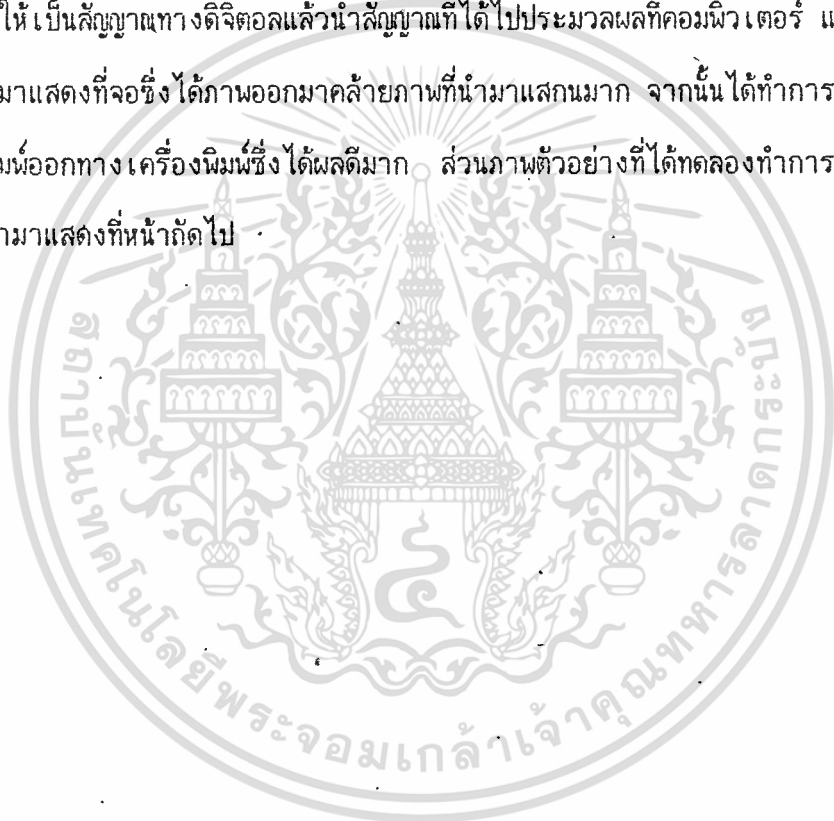 ให้เป็นสัญญาณทางดิจิตอลแล้วนำสัญญาณที่ได้ไปประมวลผลที่คอมพิวเตอร์ แ
มาแสดงที่จอซึ่งได้ภาพออกมาคล้ายภาพที่นำมาแสกนมาก จากนั้นได้ทำการ
มพ์ออกทางเครื่องพิมพ์ซึ่งได้ผลดีมาก ส่วนภาพตัวอย่างที่ได้ทดลองทำการ
ามาแสดงที่หน้าถัดไป
สถาบันเทคโนโลยีพระจอมเกล้าเจ้าคุณทหารลาดกระบัง